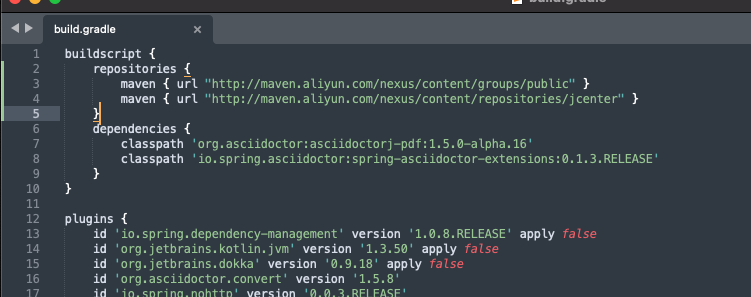 build.gradle
build.gradle
1 buildscript {
2     repositories {
3         maven { url "http://maven.aliyun.com/nexus/content/groups/public" }
4         maven { url "http://maven.aliyun.com/nexus/content/repositories/jcenter" }
5     }
6     dependencies {
7         classpath 'org.asciidoctor:asciidoctorj-pdf:1.5.0-alpha.16'
8         classpath 'io.spring.asciidoctor:spring-asciidoctor-extensions:0.1.3.RELEASE'
9     }
10 }
11
12 plugins {
13     id 'io.spring.dependency-management' version '1.0.8.RELEASE' apply false
14     id 'org.jetbrains.kotlin.jvm' version '1.3.50' apply false
15     id 'org.jetbrains.dokka' version '0.9.18' apply false
16     id 'org.asciidoctor.convert' version '1.5.8'
17     id 'io.spring.nohttp' version '0.0.3.RELEASE'